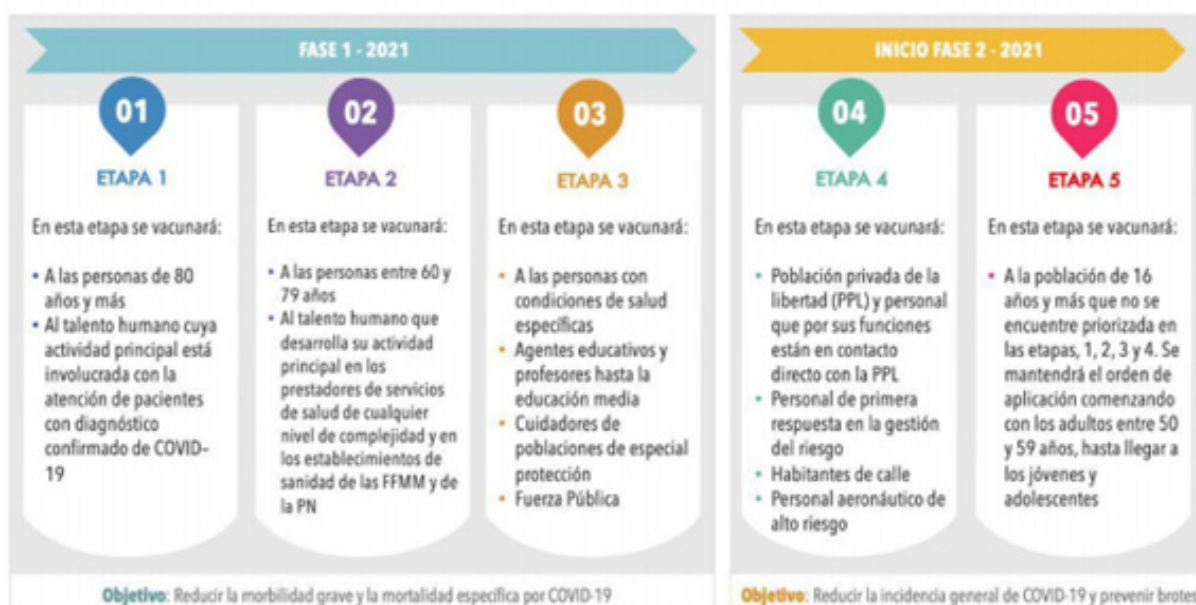 FASE 1 - 2021
01
ETAPA 1
En esta etapa se vacunará:
• A las personas de 80
años y más
• Al talento humano cuya
actividad principal está
involucrada con la
atención de pacientes
con diagnóstico
confirmado de COVID-
19
02
ETAPA 2
En esta etapa se vacunará:
• A las personas entre 60 y
79 años
• Al talento humano que
desarrolla su actividad
principal en los
prestadores de servicios
de salud de cualquier
nivel de complejidad y en
los establecimientos de
sanidad de las FFMM y de
la PN
03
ETAPA 3
En esta etapa se vacunará:
• A las personas con
condiciones de salud
específicas
• Agentes educativos y
profesores hasta la
educación media
• Cuidadores de
poblaciones de especial
protección
• Fuerza Pública
Objetivo: Reducir la morbilidad grave y la mortalidad específica por COVID-19
INICIO FASE 2 - 2021
04
ETAPA 4
En esta etapa se vacunará:
• Población privada de la
libertad (PPL) y personal
que por sus funciones
están en contacto
directo con la PPL
• Personal de primera
respuesta en la gestión
del riesgo
• Habitantes de calle
• Personal aeronáutico de
alto riesgo
05
ETAPA 5
En esta etapa se vacunará:
• A la población de 16
años y más que no se
encuentre priorizada en
las etapas, 1, 2, 3 y 4. Se
mantendrá el orden de
aplicación comenzando
con los adultos entre 50
y 59 años, hasta llegar a
los jóvenes y
adolescentes
Objetivo: Reducir la incidencia general de COVID-19 y prevenir brotes